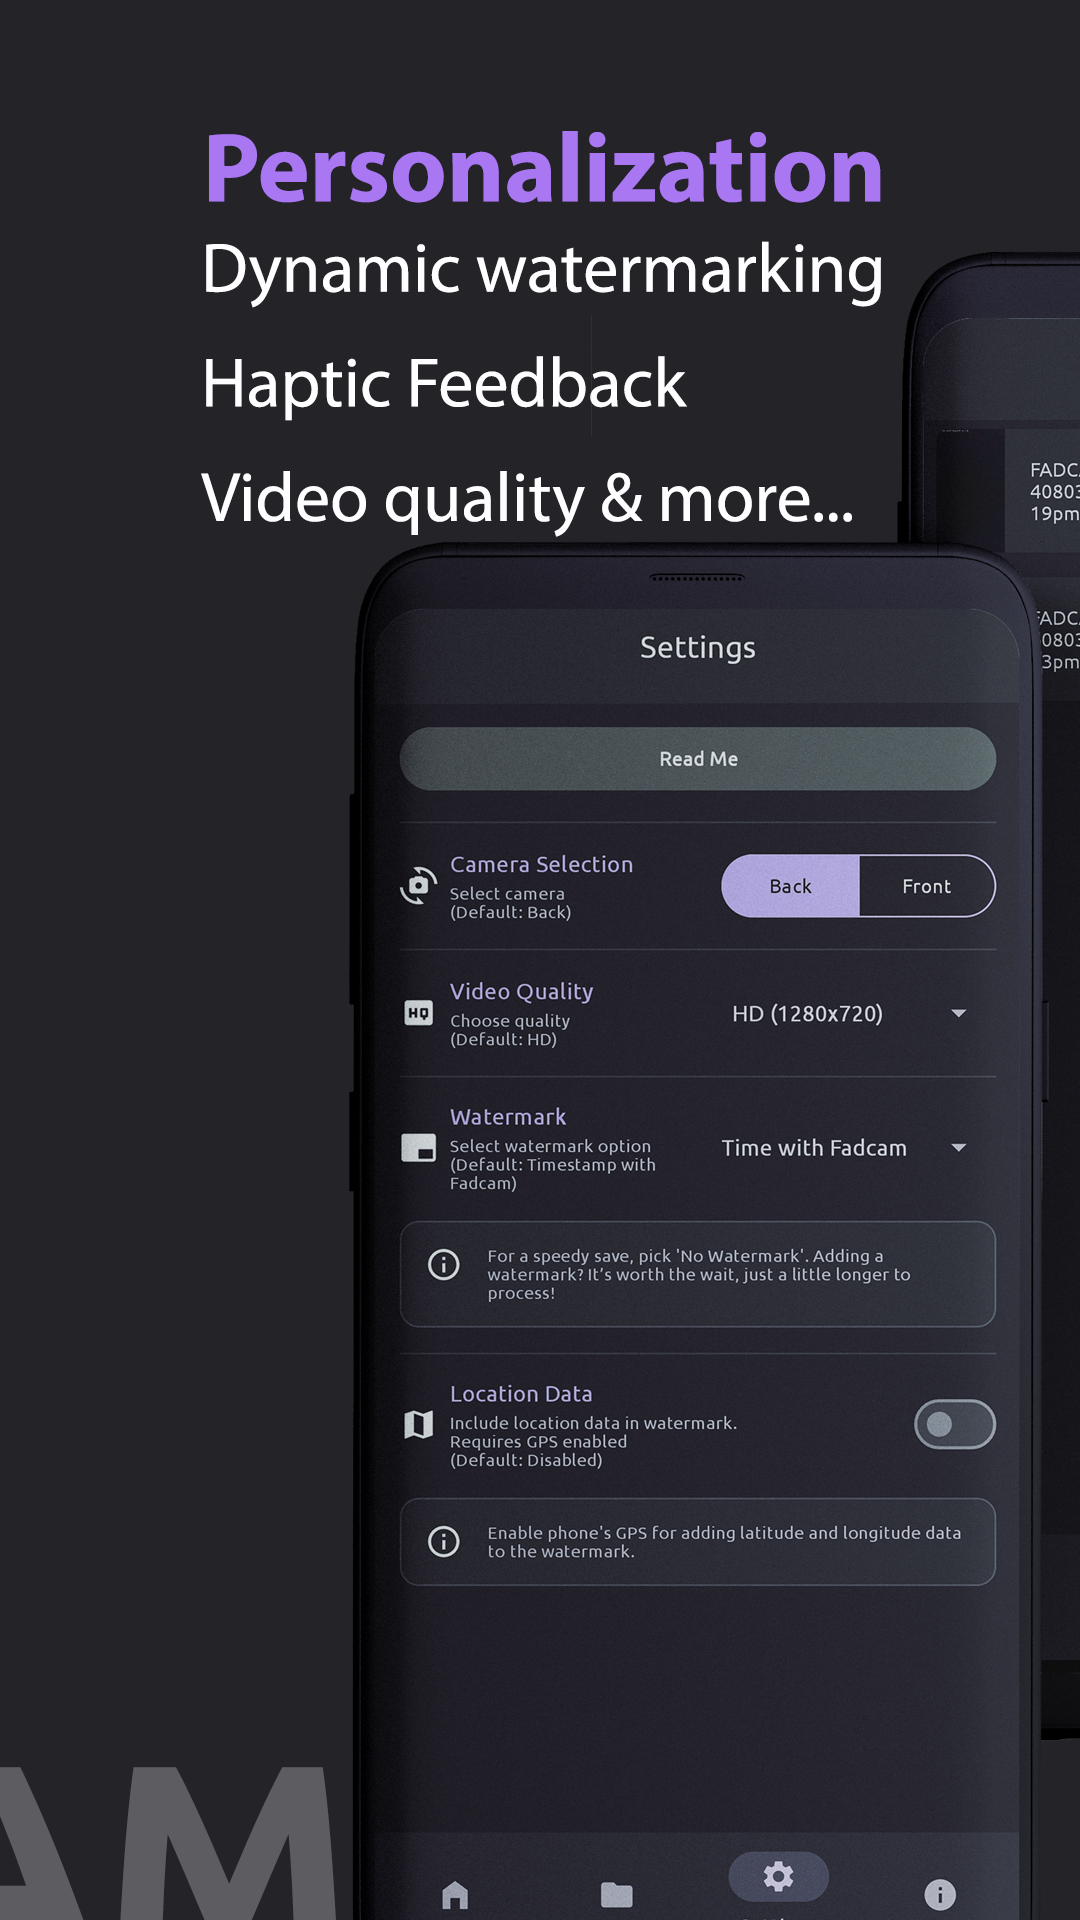 Personalization
Dynamic watermarking
Haptic Feedback
Video quality & more...
FADC
4080
19pm
FADC
080
3pm
Settings
Read Me
Camera Selection
Select camera
(Default: Back)
Back
Front
HQ
Video Quality
Choose quality
(Default: HD)
HD (1280x720)
Watermark
Select watermark option
(Default: Timestamp with
Fadcam)
Time with Fadcam
For a speedy save, pick 'No Watermark'. Adding a
watermark? It's worth the wait, just a little longer to
process!
Location Data
Include location data in watermark.
Requires GPS enabled
(Default: Disabled)
Enable phone's GPS for adding latitude and longitude data
to the watermark.
AM